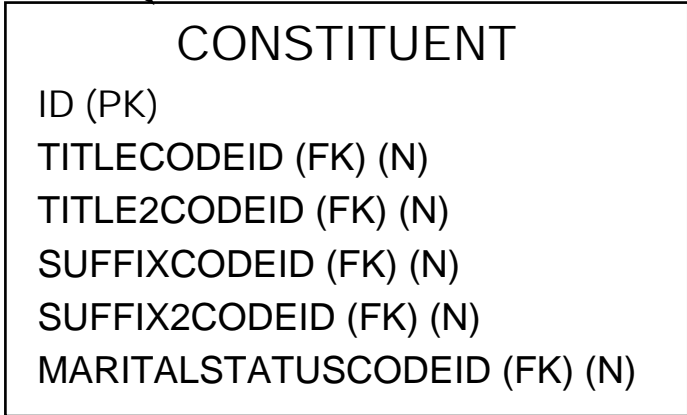 CONSTITUENT
ID (PK)
TITLECODEID (FK) (N)
TITLE2CODEID (FK) (N)
SUFFIXCODEID (FK) (N)
SUFFIX2CODEID (FK) (N)
MARITALSTATUSCODEID (FK) (N)